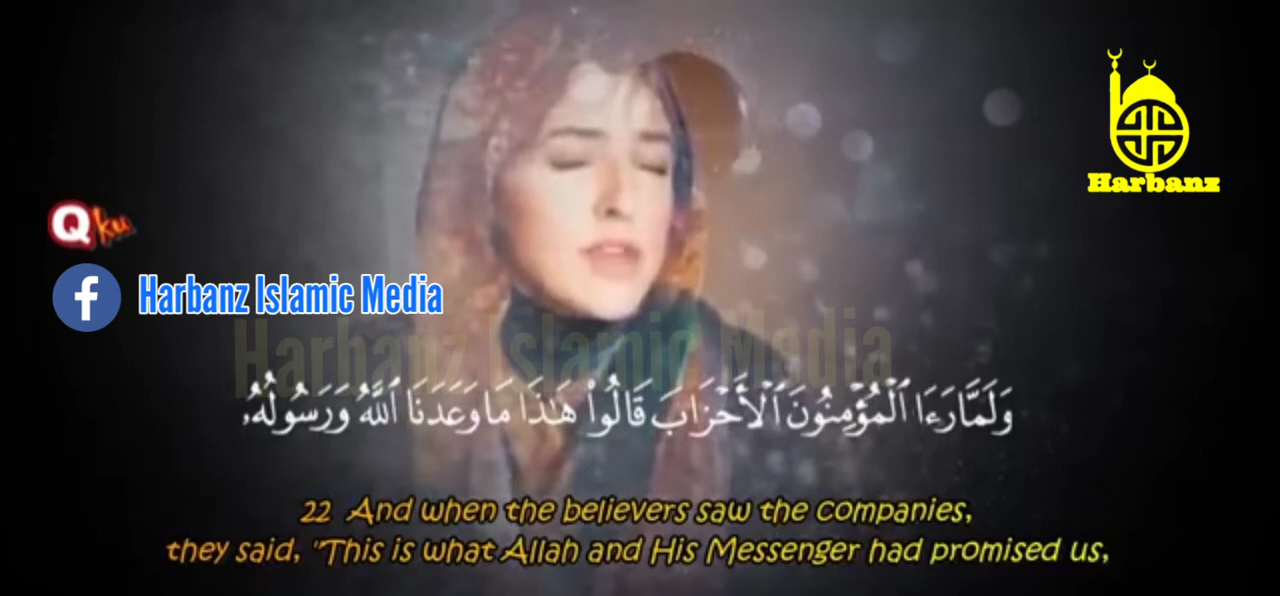 Harbanz
Qku
f
Harbanz Islamic Media
Harbanz Islamic Media
وَلَمَّا رَءَا ٱلْمُؤْمِنُونَ ٱلْأَحْزَابَ قَالُوا۟ هَـٰذَا مَا وَعَدَنَا ٱللَّهُ وَرَسُولُهُۥ
22 And when the believers saw the companies,
they said, "This is what Allah and His Messenger had promised us,